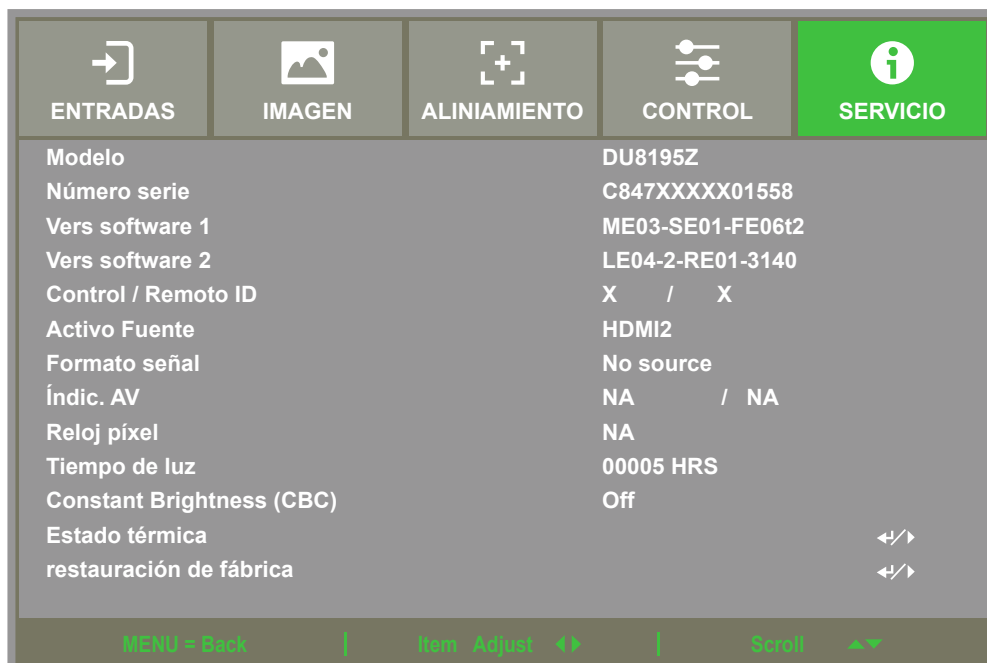 ENTRADAS IMAGEN ALINIAMIENTO CONTROL SERVICIO
Modelo DU8195Z
Número serie C847XXXXX01558
Vers software 1 ME03-SE01-FE06t2
Vers software 2 LE04-2-RE01-3140
Control / Remoto ID X / X
Activo Fuente HDMI2
Formato señal No source
Índic. AV NA / NA
Reloj píxel NA
Tiempo de luz 00005 HRS
Constant Brightness (CBC) Off
Estado térmica
restauración de fábrica
MENU = Back | Item Adjust | Scroll